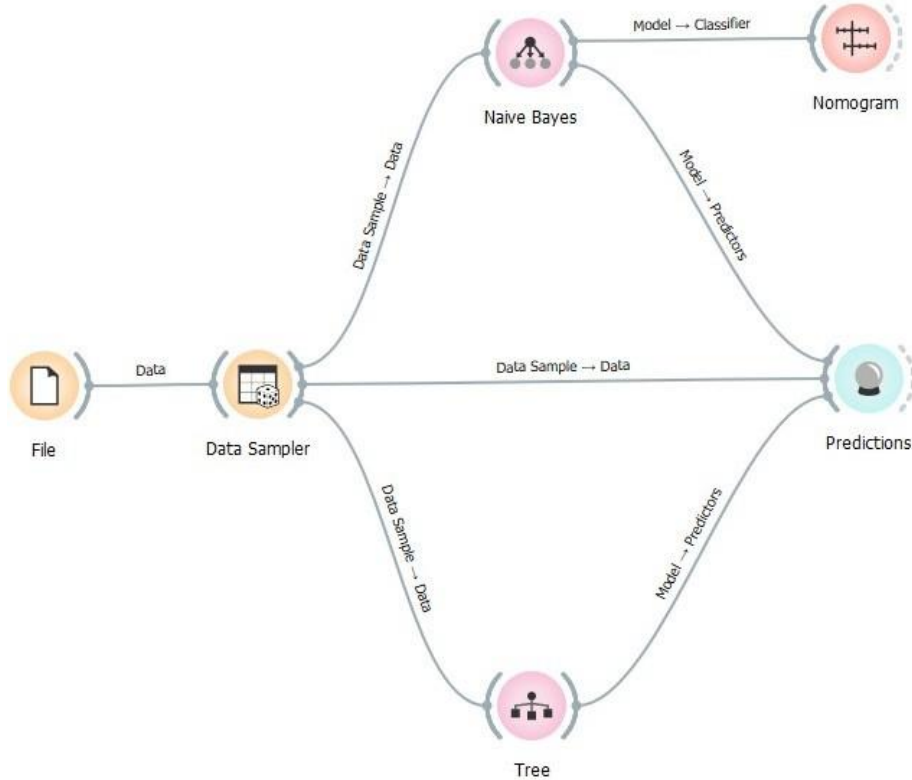 Model → Classifier
Naive Bayes
Nomogram
Data Sample → Data
Model → Predictors
Data
Data Sample → Data
File
Data Sampler
Predictions
Data Sample → Data
Model → Predictors
Tree